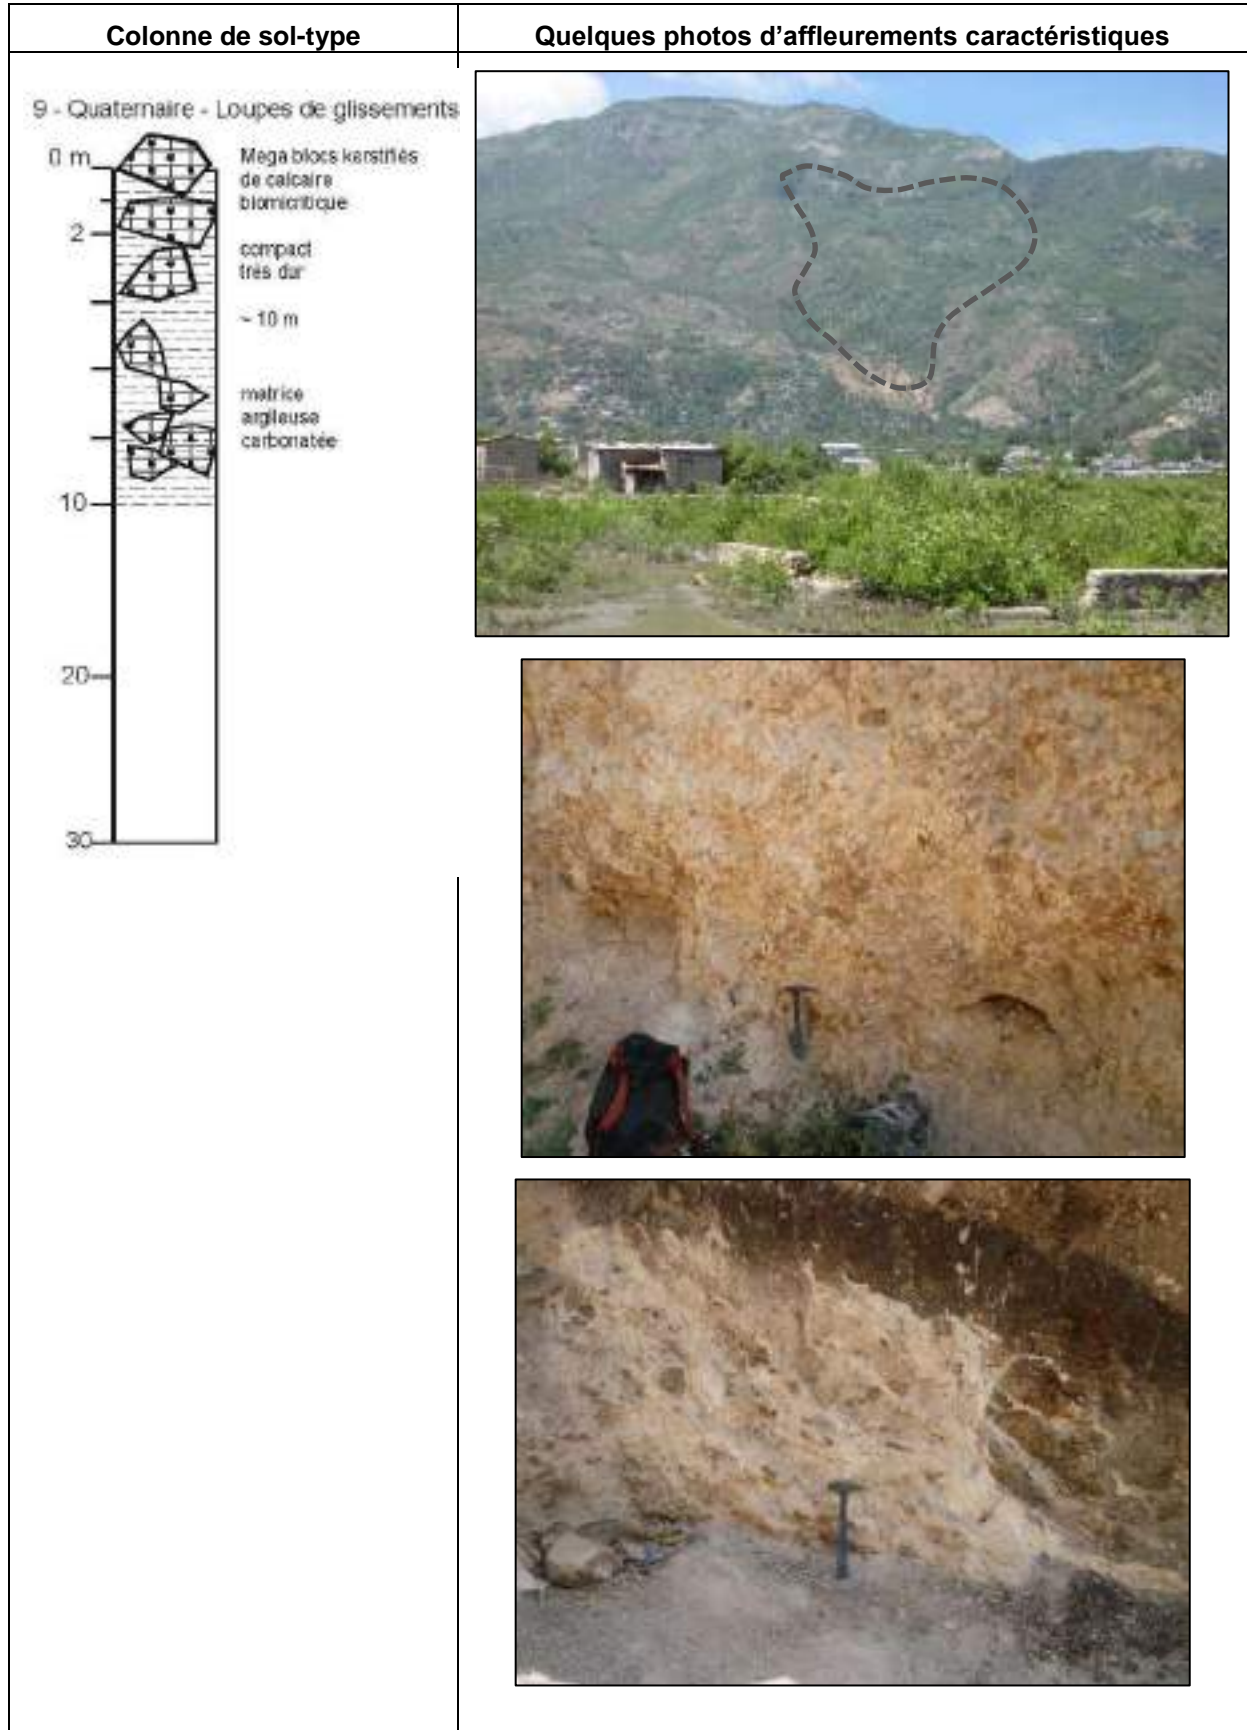 Colonne de sol-type
Quelques photos d'affleurements caractéristiques
9 - Quaternaire - Loupes de glissements
0 m
Mega blocs karstifiés
de calcaire
biomicritique
2
compact
très dur
~ 10 m
matrice
argileuse
carbonatée
10
20
30